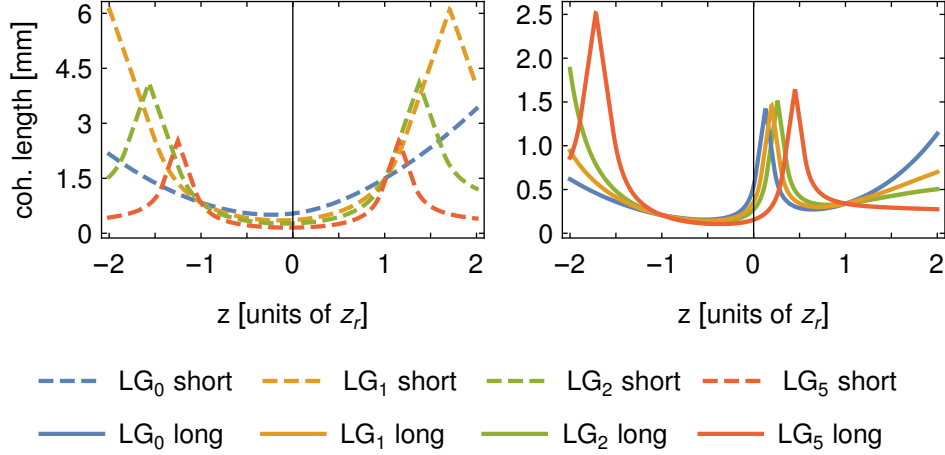 coh. length [mm]
6
4.5
3
1.5
0
−2 −1 0 1 2
z [units of zr]
2.5
2.0
1.5
1.0
0.5
0
−2 −1 0 1 2
z [units of zr]
LG0 short LG1 short LG2 short LG5 short
LG0 long LG1 long LG2 long LG5 long